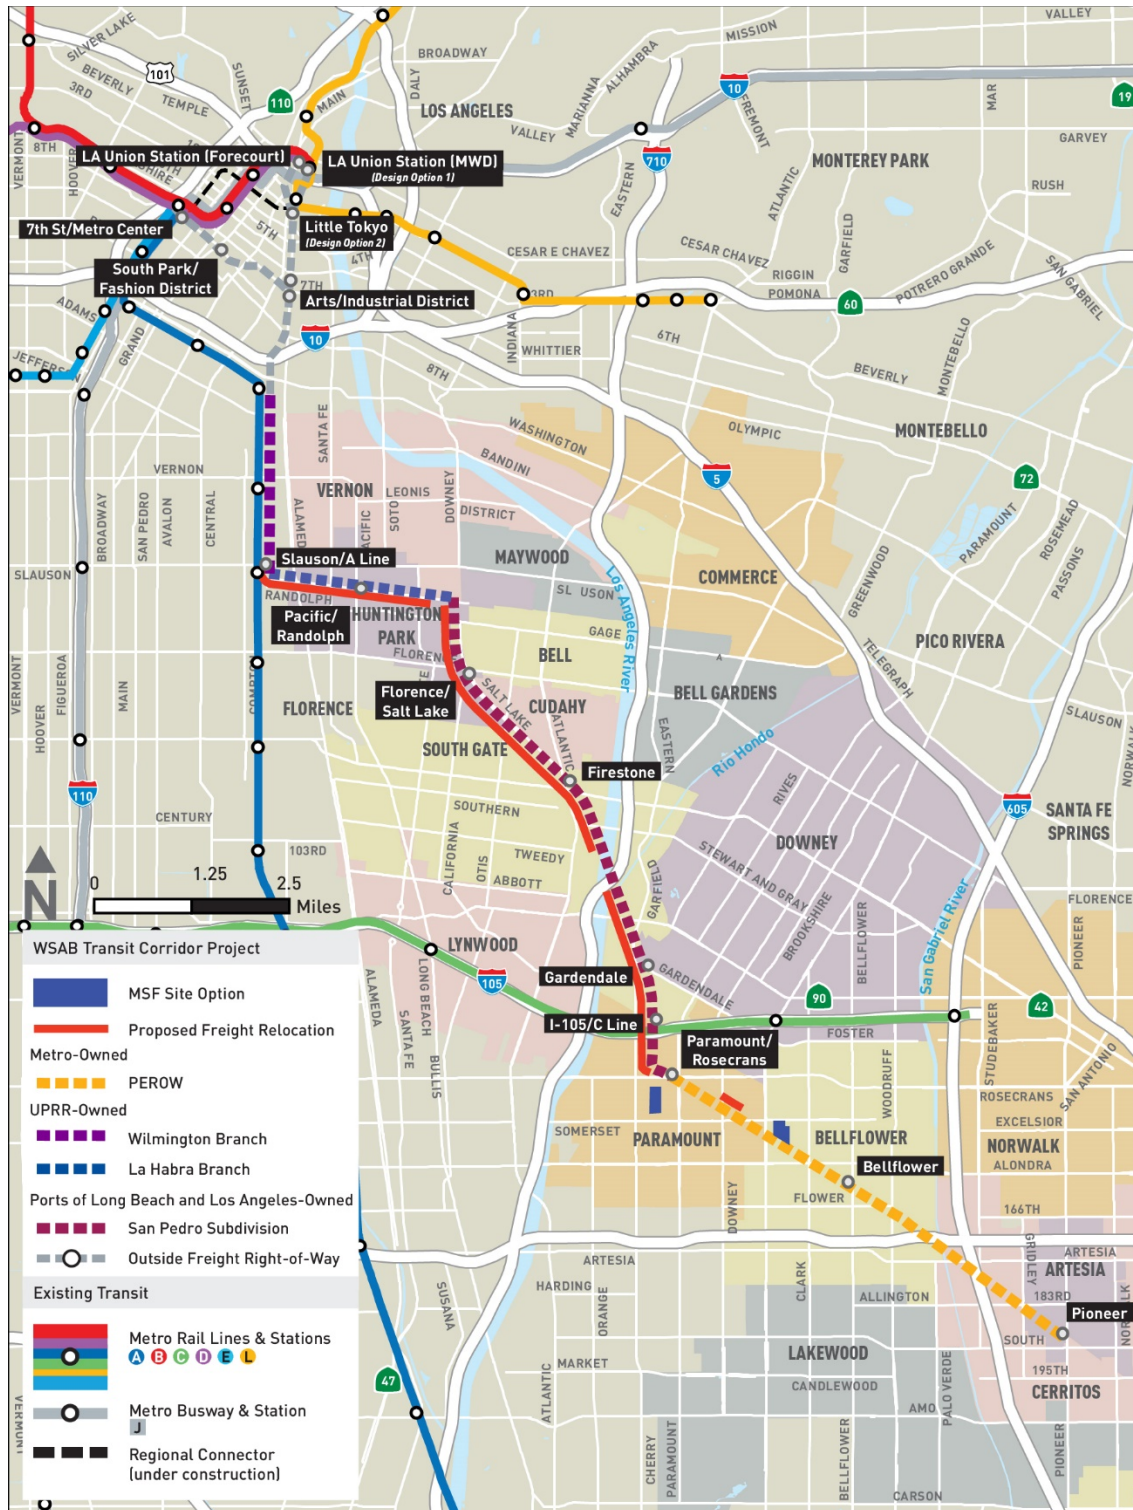 VALLEY
MISSION
SILVER LAKE
BROADWAY
101
BEVERLY
SUNSET
DALY
ALHAMBRA
10
3RD
TEMPLE
110
MAIN
LOS ANGELES
MARIANNA
FREMONT
MAR
19
VALLEY
GARVEY
VERMONT
8TH
HOOVER
LA Union Station (Forecourt)
LA Union Station (MWD)
(Design Option 1)
710
MONTEREY PARK
EASTERN
ATLANTIC
RUSH
7th St/Metro Center
5TH
Little Tokyo
(Design Option 2)
4TH
CESAR E CHAVEZ
CESAR CHAVEZ
GARFIELD
RIGGIN
POTRERO GRANDE
SAN GABRIEL
South Park/
Fashion District
7TH
Arts/Industrial District
3RD
POMONA
60
ADAMS
GRAND
10
INDIANA
6TH
JEFFERSON
WHITTIER
MONTEBELLO
8TH
BEVERLY
SANTA FE
WASHINGTON
OLYMPIC
MONTEBELLO
BANDINI
VERNON
VERNON
LEONIS
DOWNEY
5
72
BROADWAY
SAN PEDRO
AVALON
CENTRAL
ALAMED
PACIFIC
SOTO
DISTRICT
PARAMOUNT
ROSEMEAD
PASSONS
MAYWOOD
SLAUSON
Slauson/A Line
COMMERCE
GREENWOOD
RANDOLPH
SL USON
Los Angeles River
Pacific/
Randolph
HUNTINGTON
PARK
GAGE
PICO RIVERA
FLORENC
BELL
TELEGRAPH
VERMONT
HOOVER
FIGUEROA
MAIN
COMPTON
FLORENCE
Florence/
Salt Lake
SALT LAKE
CUDAHY
BELL GARDENS
SLAUSON
NORWALK
SOUTH GATE
ATLANTIC
EASTERN
Rio Hondo
Firestone
110
SOUTHERN
RIVES
605
SANTA FE
SPRINGS
CENTURY
CALIFORNIA
OTIS
TWEEDY
DOWNEY
103RD
ABBOTT
STEWART AND GRAY
BROOKSHIRE
GARFIELD
N
0
1.25
2.5
Miles
FLORENCE
BELLFLOWER
San Gabriel River
PIONEER
LYNWOOD
105
Gardendale
GARDENDALE
90
42
I-105/C Line
FOSTER
Paramount/
Rosecrans
STUDEBAKER
SAN ANTONIO
WSAB Transit Corridor Project
MSF Site Option
Proposed Freight Relocation
Metro-Owned
PEROW
UPRR-Owned
Wilmington Branch
La Habra Branch
Ports of Long Beach and Los Angeles-Owned
San Pedro Subdivision
Outside Freight Right-of-Way
Existing Transit
Metro Rail Lines & Stations
A B C D E L
Metro Busway & Station
J
Regional Connector
(under construction)
ALAMEDA
SANTA FE
LONG BEACH
BULLIS
WOODRUFF
ROSECRANS
EXCELSIOR
SOMERSET
PARAMOUNT
BELLFLOWER
NORWALK
ALONDRA
Bellflower
DOWNEY
FLOWER
166TH
ARTESIA
GRIDLEY
ARTESIA
ARTESIA
HARDING
CLARK
ALLINGTON
183RD
SUSANA
ORANGE
Pioneer
SOUTH
MARKET
LAKEWOOD
195TH
47
CANDLEWOOD
CERRITOS
ATLANTIC
AMO
PALO VERDE
VERMONT
CHERRY
PARAMOUNT
BELLFLOWER
PIONEER
CARSON